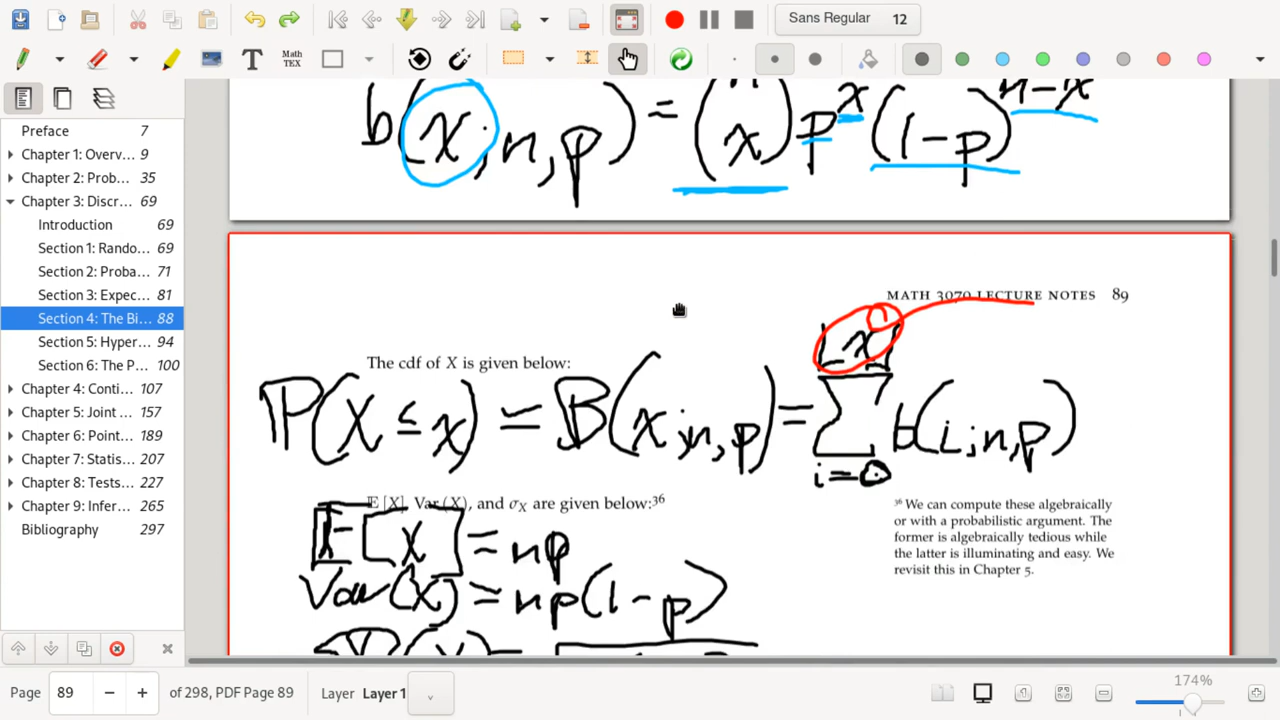 Sans Regular 12
T Math TEX
Preface 7
Chapter 1: Overv... 9
Chapter 2: Prob... 35
Chapter 3: Discr... 69
Introduction 69
Section 1: Rando... 69
Section 2: Proba... 71
Section 3: Expec... 81
Section 4: The Bi... 88
Section 5: Hyper... 94
Section 6: The P... 100
Chapter 4: Conti... 107
Chapter 5: Joint ... 157
Chapter 6: Point... 189
Chapter 7: Statis... 207
Chapter 8: Tests... 227
Chapter 9: Infer... 265
Bibliography 297
b(x; n, p) = (n x) p^x (1-p)^{n-x}
MATH 3070 LECTURE NOTES 89
The cdf of X is given below:
ℙ(X ≤ x) = B(x; n, p) = ∑_{i=0}^{⌊x⌋} b(i; n, p)
𝔼 [X], Var (X), and σ_X are given below:³⁶
𝔼[X] = np
Var(X) = np(1-p)
³⁶ We can compute these algebraically
or with a probabilistic argument. The
former is algebraically tedious while
the latter is illuminating and easy. We
revisit this in Chapter 5.
Page 89 of 298, PDF Page 89 Layer Layer 1 174%